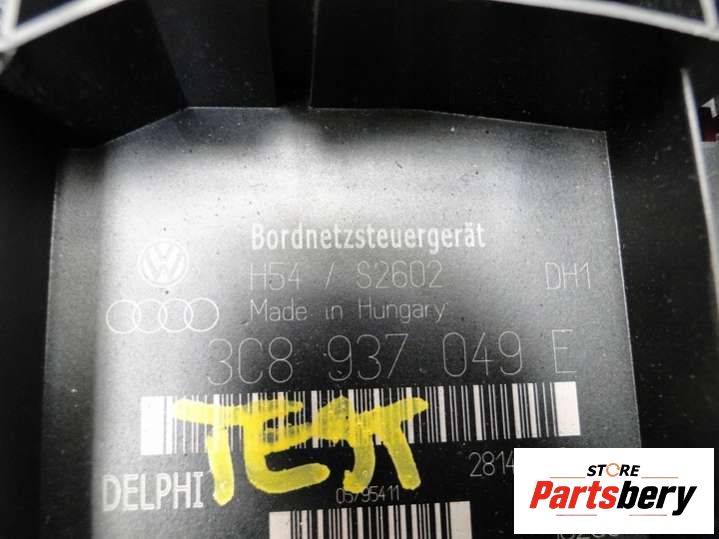 Bordnetzsteuergerät
H54 / S2602 DH1
Made in Hungary
3C8 937 049 E
TEST
DELPHI
2814
05795411
STORE
Partsbery